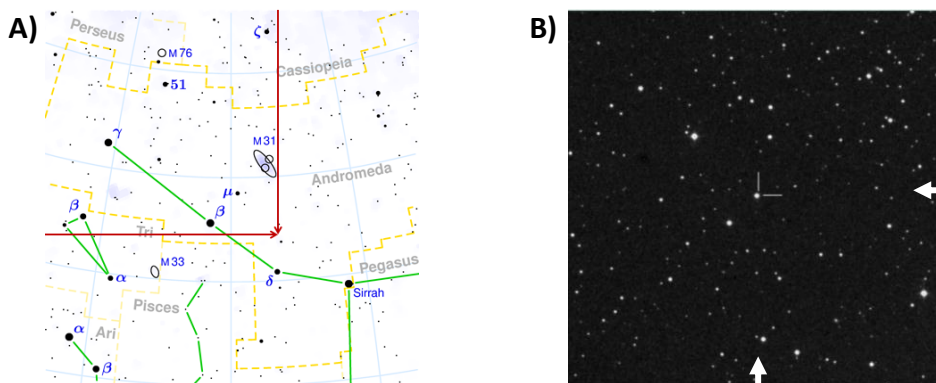 A)
B)
Perseus
ζ
M 76
Cassiopeia
51
γ
M 31
Andromeda
μ
β
β
Tri
Pegasus
M 33
δ
α
Sirrah
Pisces
α
Ari
β